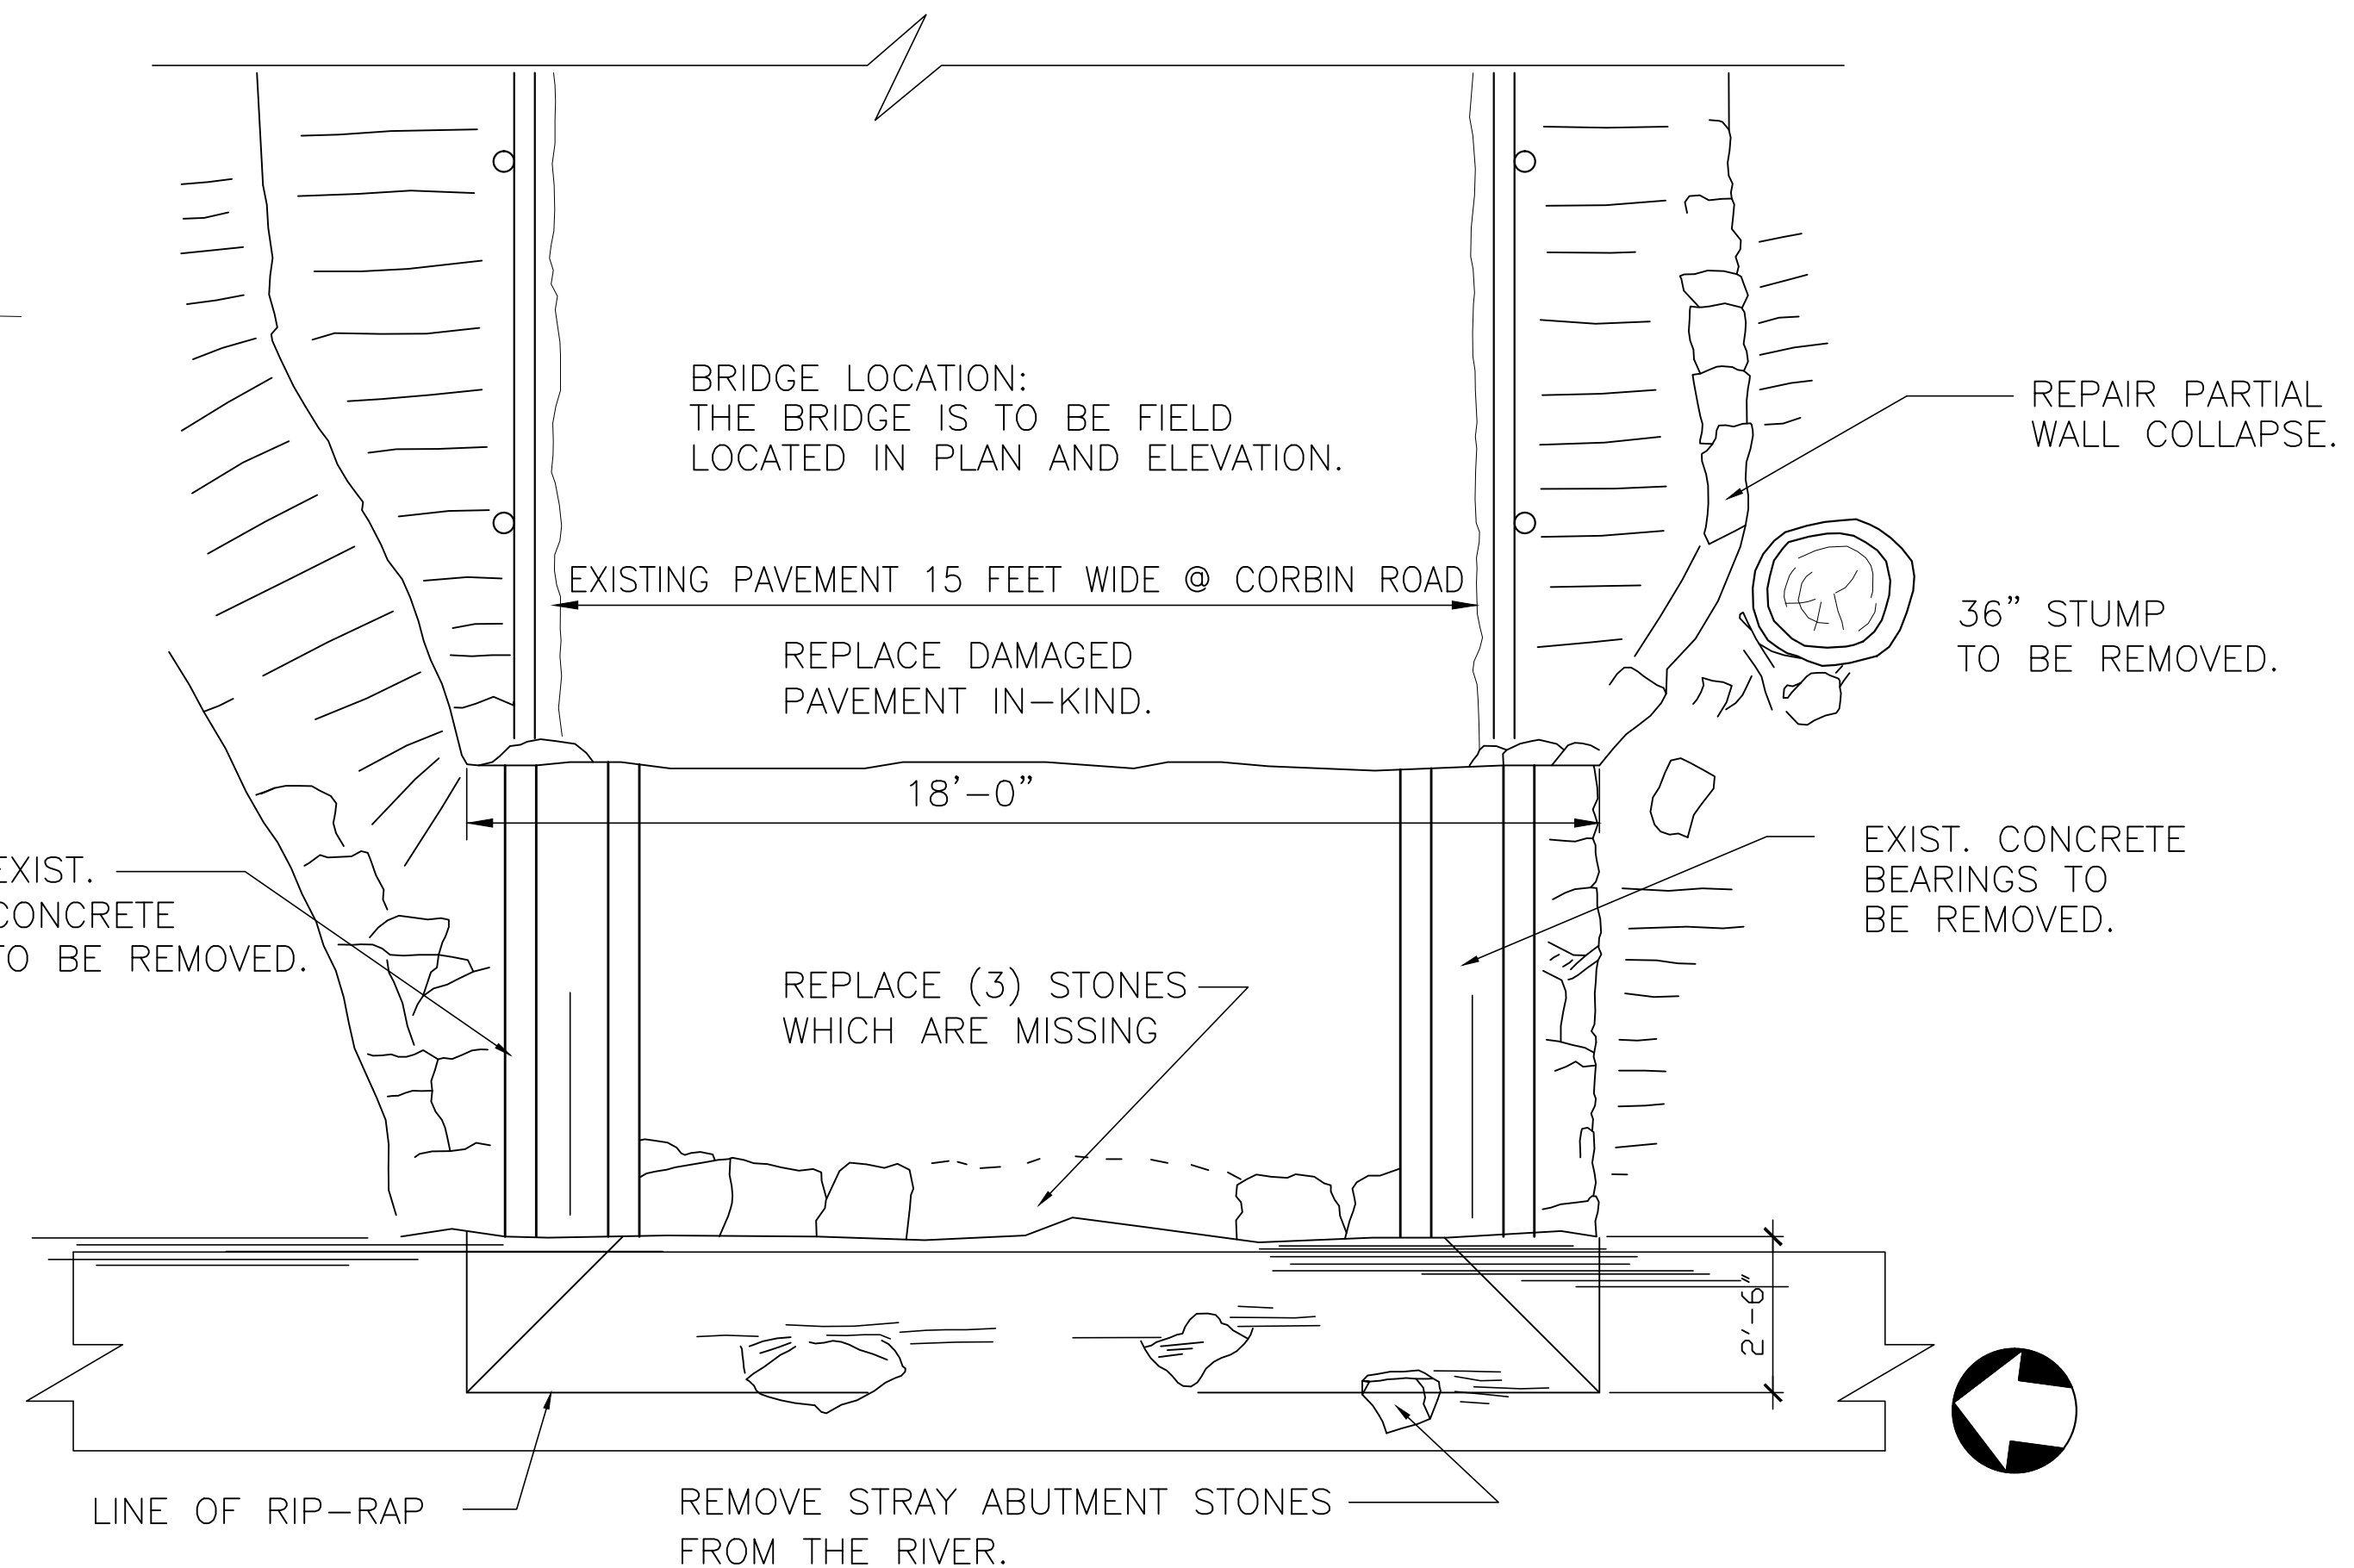 BRIDGE LOCATION:
THE BRIDGE IS TO BE FIELD
LOCATED IN PLAN AND ELEVATION.
REPAIR PARTIAL
WALL COLLAPSE.
EXISTING PAVEMENT 15 FEET WIDE @ CORBIN ROAD
36” STUMP
TO BE REMOVED.
REPLACE DAMAGED
PAVEMENT IN-KIND.
18’-0”
EXIST. CONCRETE
BEARINGS TO
BE REMOVED.
EXIST.
CONCRETE
TO BE REMOVED.
REPLACE (3) STONES
WHICH ARE MISSING
2’-6”
LINE OF RIP-RAP
REMOVE STRAY ABUTMENT STONES
FROM THE RIVER.